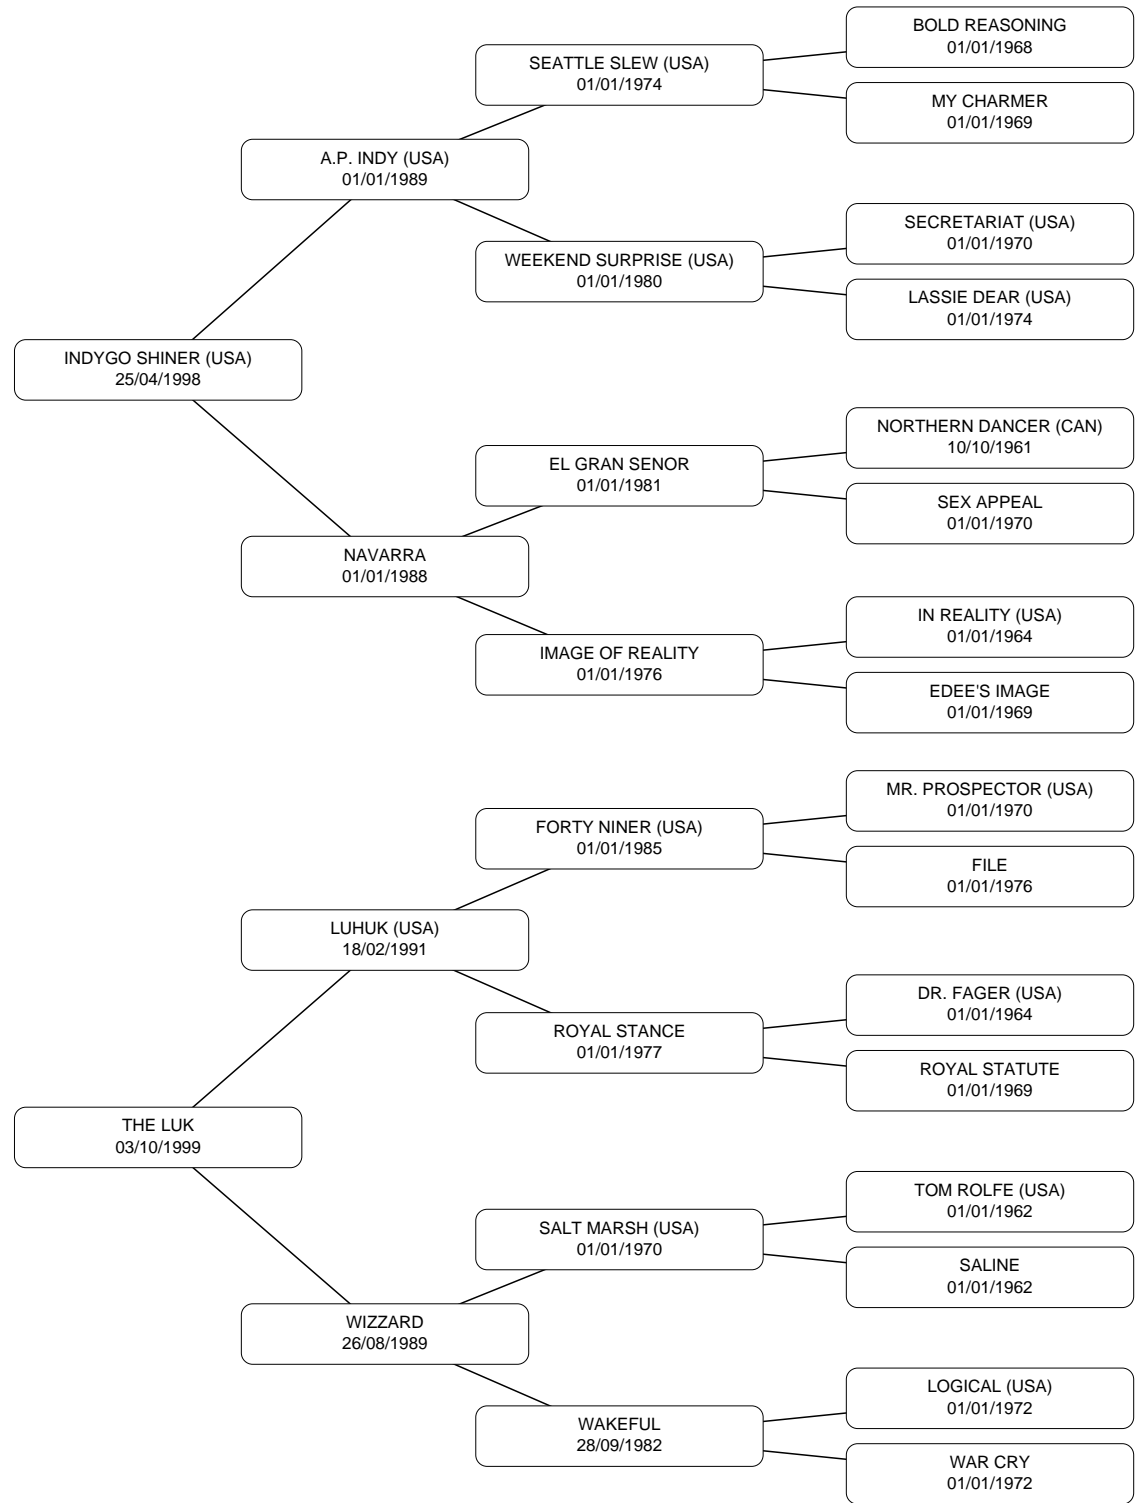 BOLD REASONING
01/01/1968
SEATTLE SLEW (USA)
01/01/1974
MY CHARMER
01/01/1969
A.P. INDY (USA)
01/01/1989
SECRETARIAT (USA)
01/01/1970
WEEKEND SURPRISE (USA)
01/01/1980
LASSIE DEAR (USA)
01/01/1974
INDYGO SHINER (USA)
25/04/1998
NORTHERN DANCER (CAN)
10/10/1961
EL GRAN SENOR
01/01/1981
SEX APPEAL
01/01/1970
NAVARRA
01/01/1988
IN REALITY (USA)
01/01/1964
IMAGE OF REALITY
01/01/1976
EDEE'S IMAGE
01/01/1969
MR. PROSPECTOR (USA)
01/01/1970
FORTY NINER (USA)
01/01/1985
FILE
01/01/1976
LUHUK (USA)
18/02/1991
DR. FAGER (USA)
01/01/1964
ROYAL STANCE
01/01/1977
ROYAL STATUTE
01/01/1969
THE LUK
03/10/1999
TOM ROLFE (USA)
01/01/1962
SALT MARSH (USA)
01/01/1970
SALINE
01/01/1962
WIZZARD
26/08/1989
LOGICAL (USA)
01/01/1972
WAKEFUL
28/09/1982
WAR CRY
01/01/1972